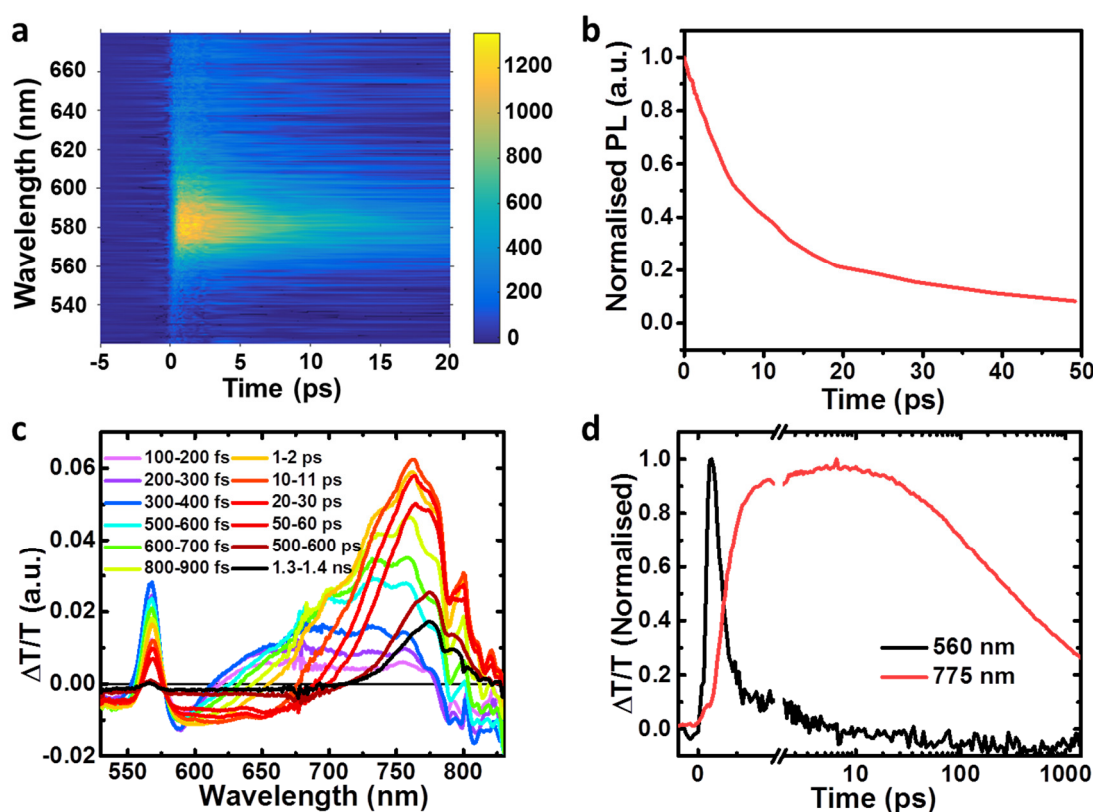 a
Wavelength (nm)
660
640
620
600
580
560
540
-5 0 5 10 15 20
Time (ps)
1200
1000
800
600
400
200
0
b
Normalised PL (a.u.)
1.0
0.8
0.6
0.4
0.2
0.0
0 10 20 30 40 50
Time (ps)
c
ΔT/T (a.u.)
0.06
0.04
0.02
0.00
-0.02
100-200 fs 1-2 ps
200-300 fs 10-11 ps
300-400 fs 20-30 ps
500-600 fs 50-60 ps
600-700 fs 500-600 ps
800-900 fs 1.3-1.4 ns
550 600 650 700 750 800
Wavelength (nm)
d
ΔT/T (Normalised)
1.0
0.8
0.6
0.4
0.2
0.0
560 nm
775 nm
0 10 100 1000
Time (ps)